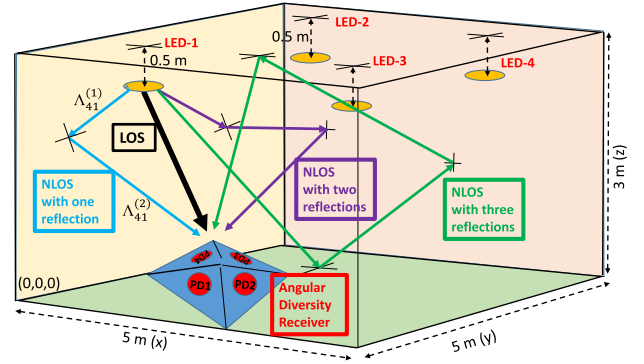 LED-1
LED-2
0.5 m
0.5 m
LED-3
LED-4
Λ41(1)
LOS
NLOS
with one
reflection
Λ41(2)
NLOS
with two
reflections
NLOS
with three
reflections
3 m (z)
PD4
PD3
PD1
PD2
(0,0,0)
Angular
Diversity
Receiver
5 m (x)
5 m (y)